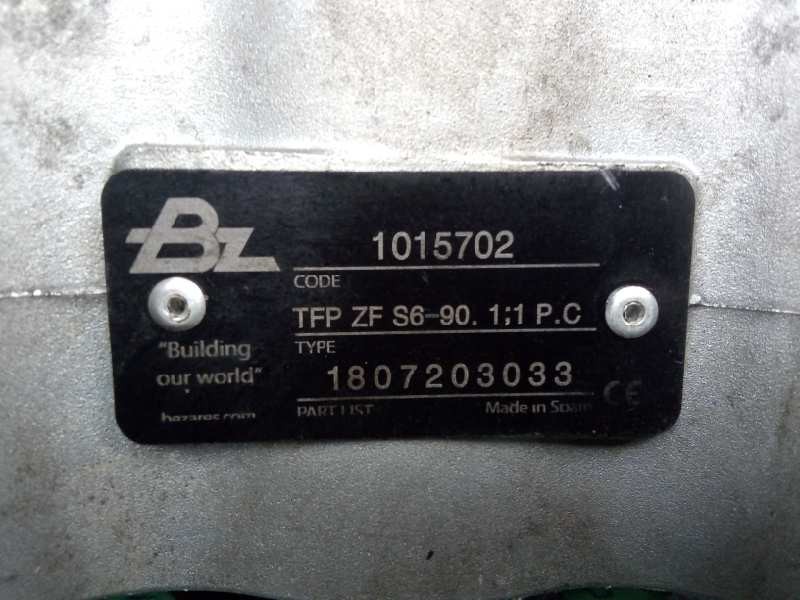 Bz
1015702
CODE
TFP ZF S6-90. 1;1 P.C
TYPE
"Building
our world"
1807203033
PART LIST
Made in Spain
CE
bezares.com